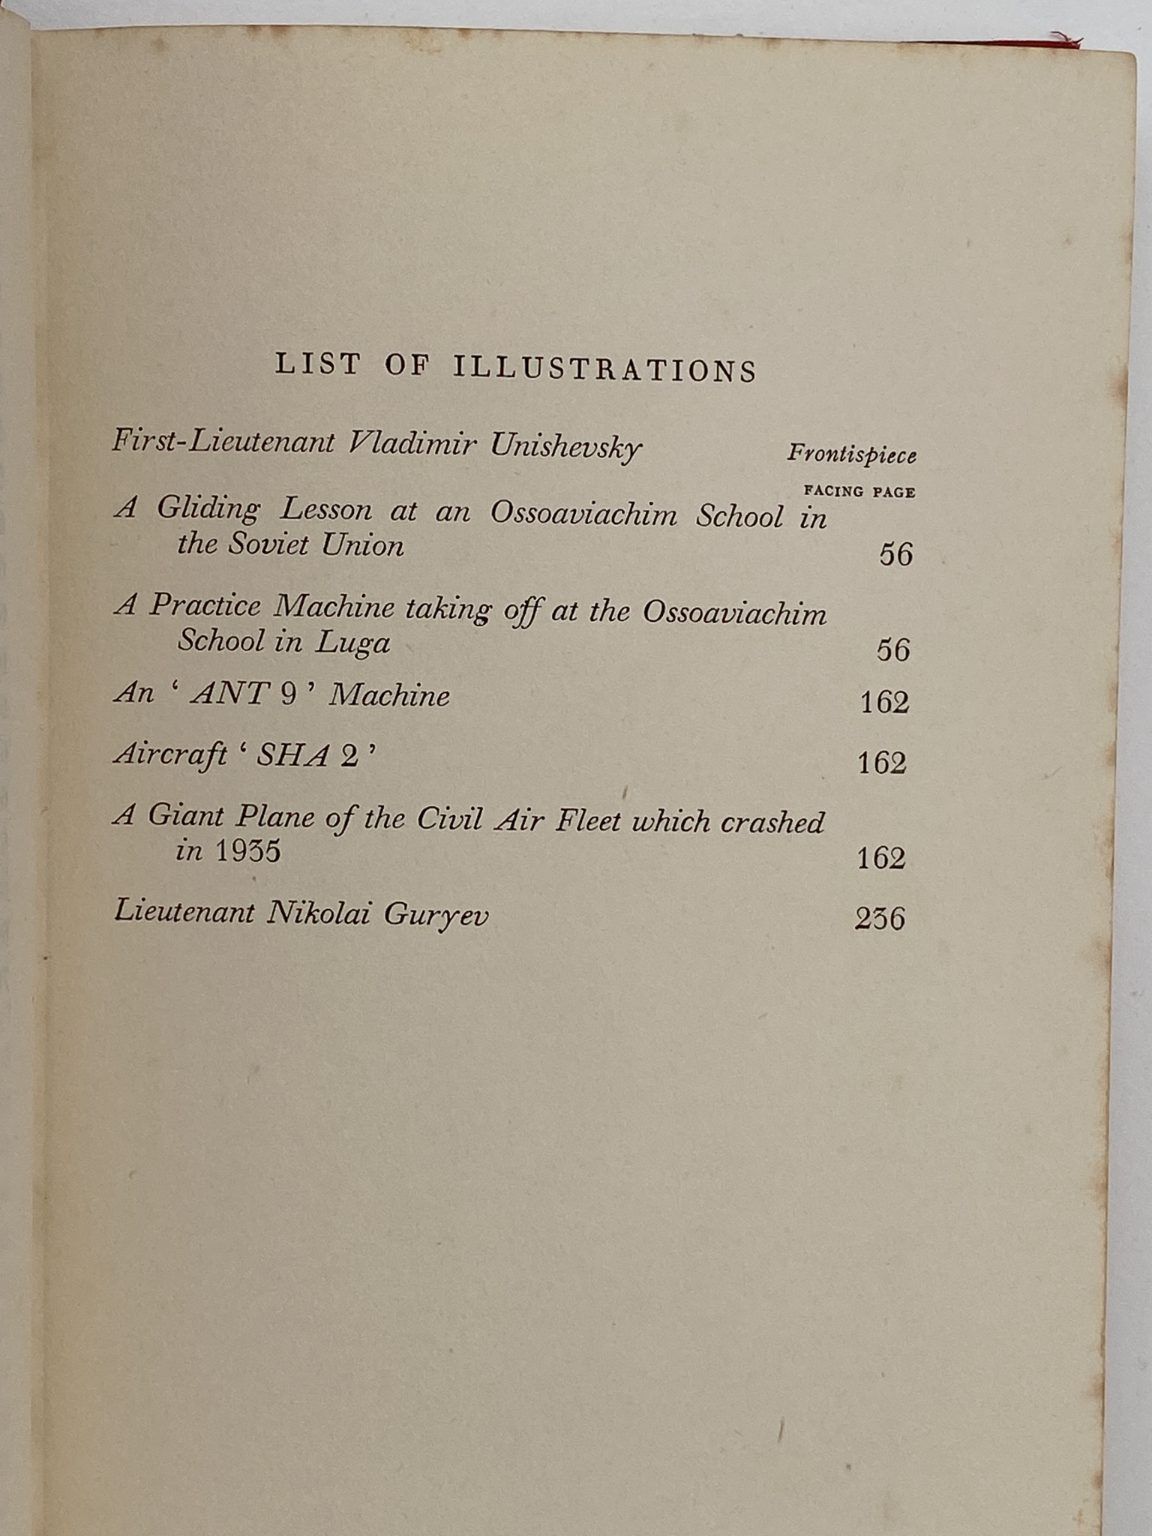 LIST OF ILLUSTRATIONS
First-Lieutenant Vladimir Unishevsky Frontispiece
FACING PAGE
A Gliding Lesson at an Ossoaviachim School in
the Soviet Union 56
A Practice Machine taking off at the Ossoaviachim
School in Luga 56
An ‘ ANT 9 ’ Machine 162
Aircraft ‘ SHA 2 ’ 162
A Giant Plane of the Civil Air Fleet which crashed
in 1935 162
Lieutenant Nikolai Guryev 236